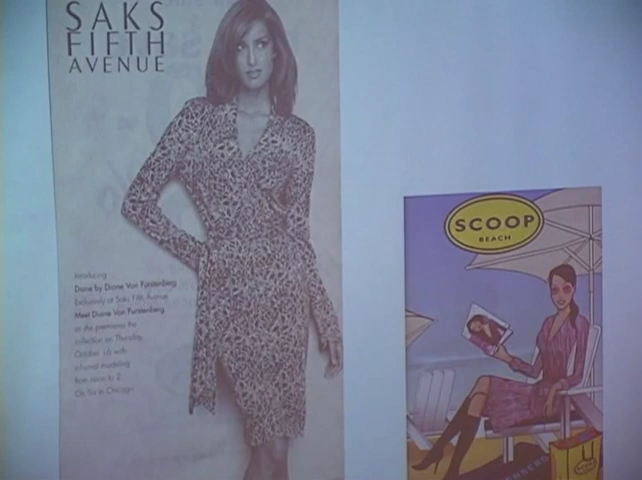 SAKS
FIFTH
AVENUE
Introducing
Diane by Diane Von Furstenberg
Exclusively at Saks Fifth Avenue
Meet Diane Von Furstenberg
as she premieres the
collection on Thursday,
October 16 with
informal modeling
from noon to 2
On Six in Chicago
SCOOP
BEACH